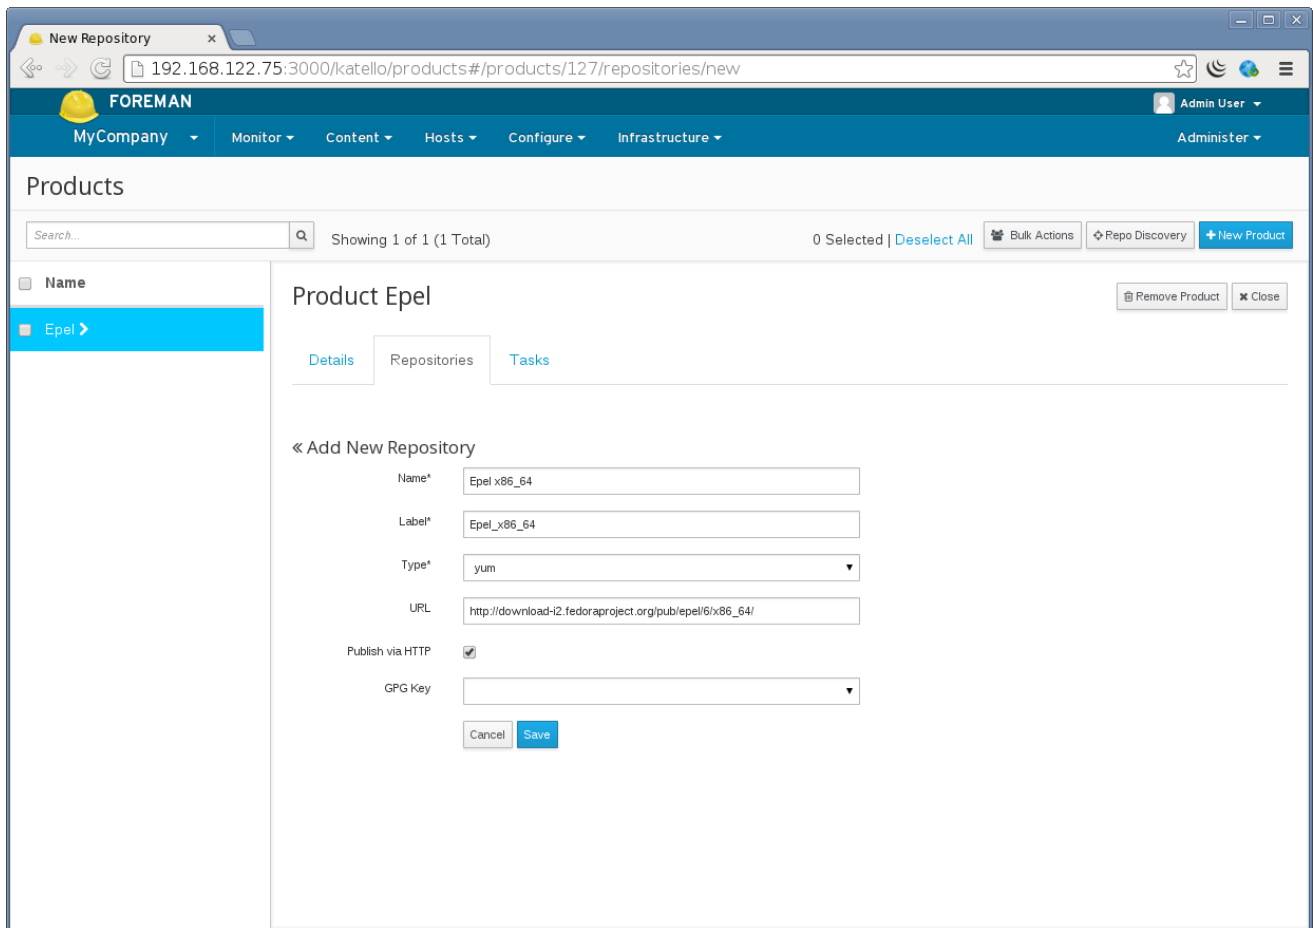 New Repository
192.168.122.75:3000/katello/products#/products/127/repositories/new
FOREMAN
Admin User
MyCompany Monitor Content Hosts Configure Infrastructure Administer
Products
Search...
Showing 1 of 1 (1 Total)
0 Selected | Deselect All
Bulk Actions
Repo Discovery
+New Product
Name
Epel
Product Epel
Remove Product
Close
Details Repositories Tasks
« Add New Repository
Name* Epel x86_64
Label* Epel_x86_64
Type* yum
URL http://download-i2.fedoraproject.org/pub/epel/6/x86_64/
Publish via HTTP
GPG Key
Cancel Save